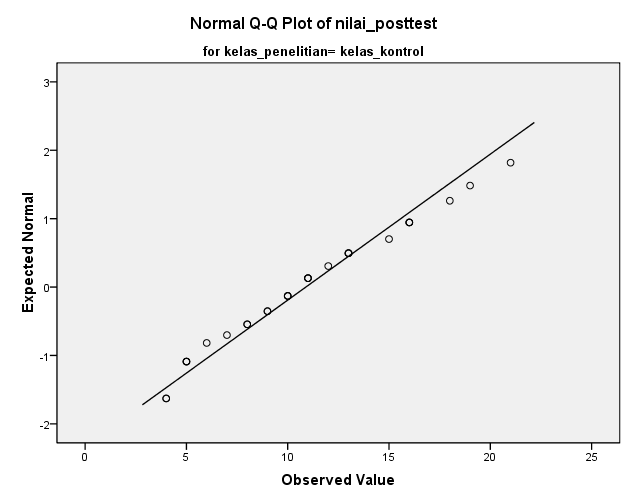 Normal Q-Q Plot of nilai_posttest
for kelas_penelitian= kelas_kontrol
3
2
1
0
-1
-2
Expected Normal
0 5 10 15 20 25
Observed Value